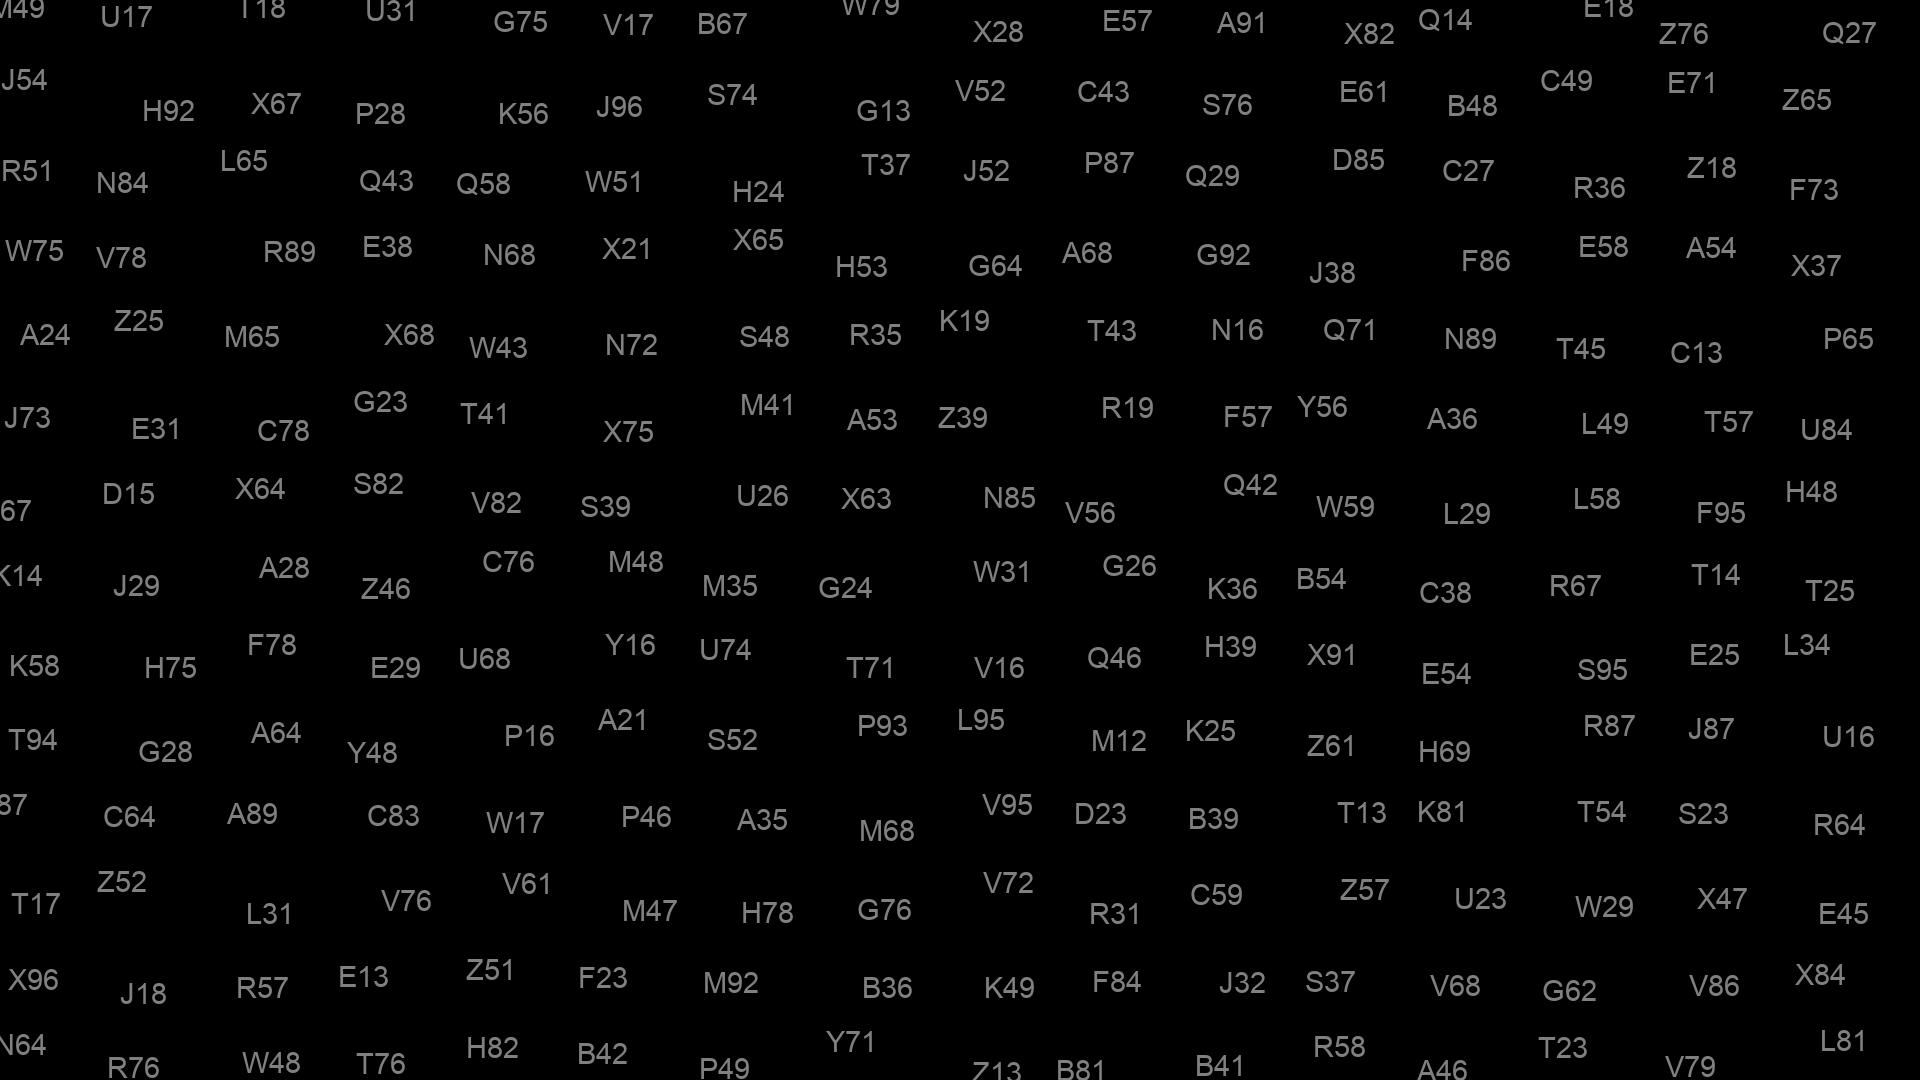 M49 U17 T18 U31 G75 V17 B67 W79 X28 E57 A91 X82 Q14 E18 Z76 Q27
J54 H92 X67 P28 K56 J96 S74 G13 V52 C43 S76 E61 B48 C49 E71 Z65
R51 N84 L65 Q43 Q58 W51 H24 T37 J52 P87 Q29 D85 C27 R36 Z18 F73
W75 V78 R89 E38 N68 X21 X65 H53 G64 A68 G92 J38 F86 E58 A54 X37
A24 Z25 M65 X68 W43 N72 S48 R35 K19 T43 N16 Q71 N89 T45 C13 P65
J73 E31 C78 G23 T41 X75 M41 A53 Z39 R19 F57 Y56 A36 L49 T57 U84
67 D15 X64 S82 V82 S39 U26 X63 N85 V56 Q42 W59 L29 L58 F95 H48
K14 J29 A28 Z46 C76 M48 M35 G24 W31 G26 K36 B54 C38 R67 T14 T25
K58 H75 F78 E29 U68 Y16 U74 T71 V16 Q46 H39 X91 E54 S95 E25 L34
T94 G28 A64 Y48 P16 A21 S52 P93 L95 M12 K25 Z61 H69 R87 J87 U16
87 C64 A89 C83 W17 P46 A35 M68 V95 D23 B39 T13 K81 T54 S23 R64
T17 Z52 L31 V76 V61 M47 H78 G76 V72 R31 C59 Z57 U23 W29 X47 E45
X96 J18 R57 E13 Z51 F23 M92 B36 K49 F84 J32 S37 V68 G62 V86 X84
N64 R76 W48 T76 H82 B42 P49 Y71 Z13 B81 B41 R58 A46 T23 V79 L81